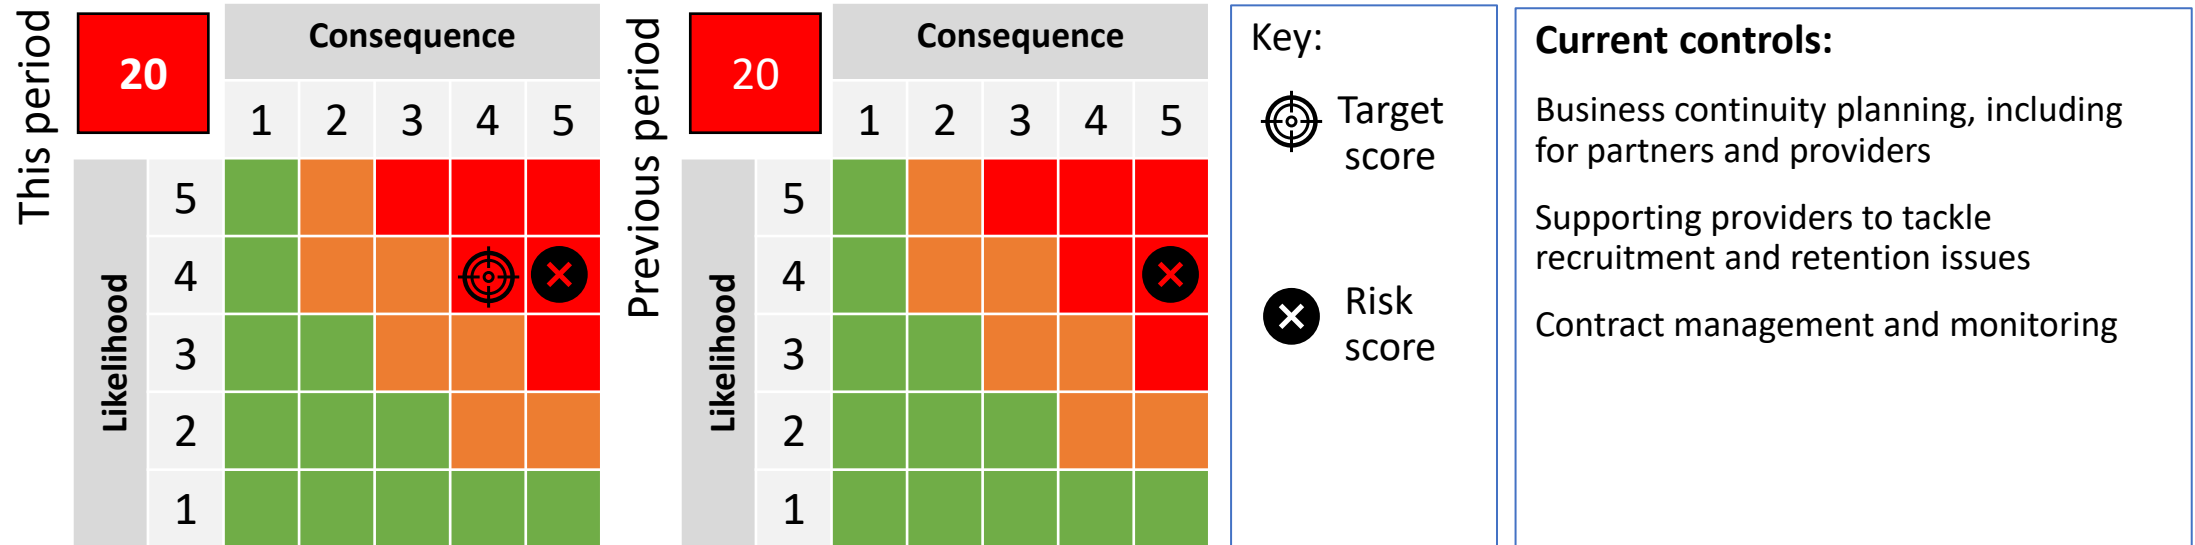 This period
20
Consequence
1 2 3 4 5
Likelihood
5
4
3
2
1
Previous period
20
Consequence
1 2 3 4 5
Likelihood
5
4
3
2
1
Key:
Target
score
Risk
score
Current controls:
Business continuity planning, including
for partners and providers
Supporting providers to tackle
recruitment and retention issues
Contract management and monitoring